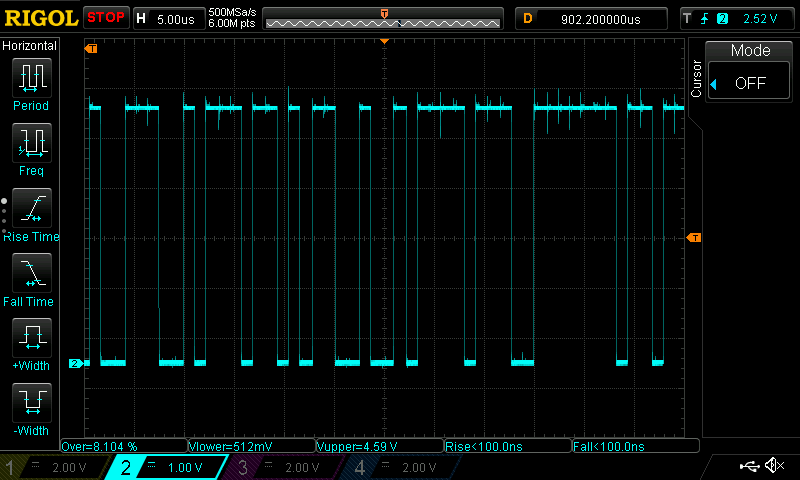 RIGOL STOP H 5.00us 500MSa/s 6.00M pts T D 902.200000us T 2 2.52 V
Horizontal
Period
Freq
Rise Time
Fall Time
+Width
-Width
T
T
2
Cursor
Mode
OFF
Over=8.104 % Vlower=512mV Vupper=4.59 V Rise<100.0ns Fall<100.0ns
1 2.00 V 2 1.00 V 3 2.00 V 4 2.00 V